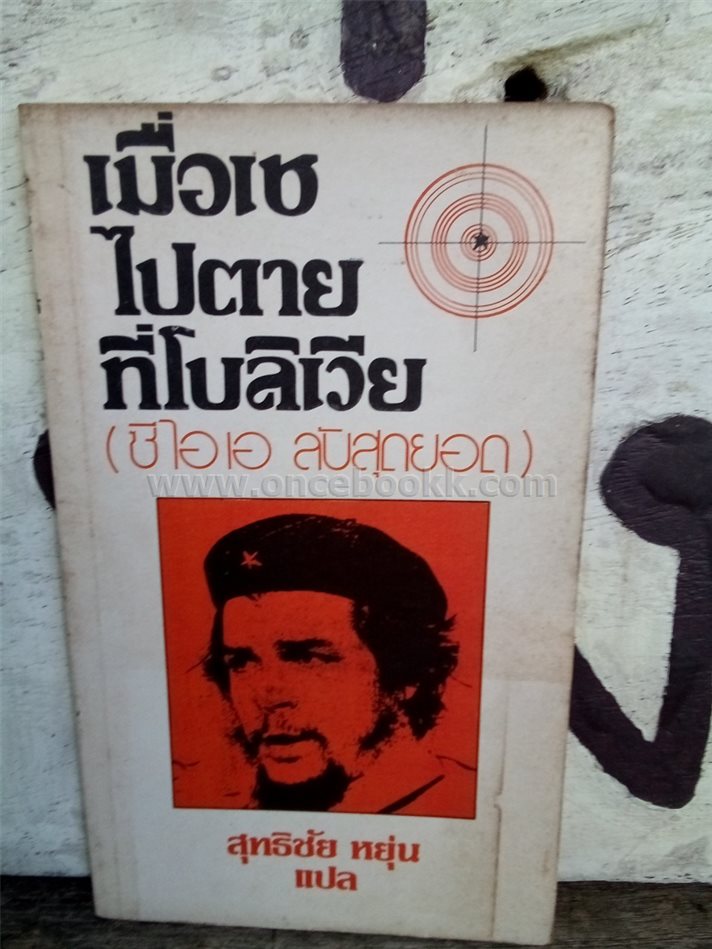 เมื่อเช
ไปตาย
ที่โบลิเวีย
(ซีไอเอ ลับสุดยอด)
www.oncebookk.com
สุทธิชัย หยุ่น
แปล